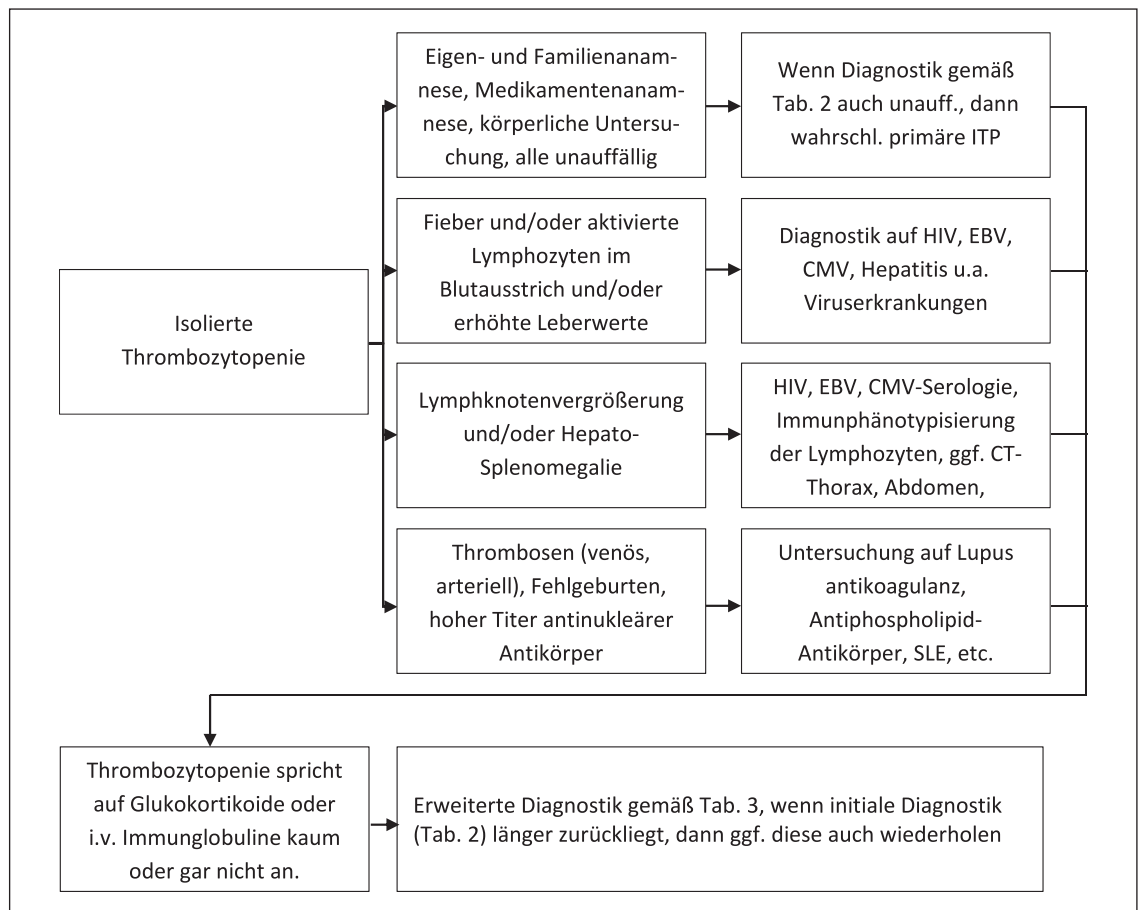 Isolierte
Thrombozytopenie
Eigen- und Familienanam-
nese, Medikamentenanam-
nese, körperliche Untersu-
chung, alle unauffällig
Wenn Diagnostik gemäß
Tab. 2 auch unauff., dann
wahrschl. primäre ITP
Fieber und/oder aktivierte
Lymphozyten im
Blutausstrich und/oder
erhöhte Leberwerte
Diagnostik auf HIV, EBV,
CMV, Hepatitis u.a.
Viruserkrankungen
Lymphknotenvergrößerung
und/oder Hepato-
Splenomegalie
HIV, EBV, CMV-Serologie,
Immunphänotypisierung
der Lymphozyten, ggf. CT-
Thorax, Abdomen,
Thrombosen (venös,
arteriell), Fehlgeburten,
hoher Titer antinukleärer
Antikörper
Untersuchung auf Lupus
antikoagulanz,
Antiphospholipid-
Antikörper, SLE, etc.
Thrombozytopenie spricht
auf Glukokortikoide oder
i.v. Immunglobuline kaum
oder gar nicht an.
Erweiterte Diagnostik gemäß Tab. 3, wenn initiale Diagnostik
(Tab. 2) länger zurückliegt, dann ggf. diese auch wiederholen